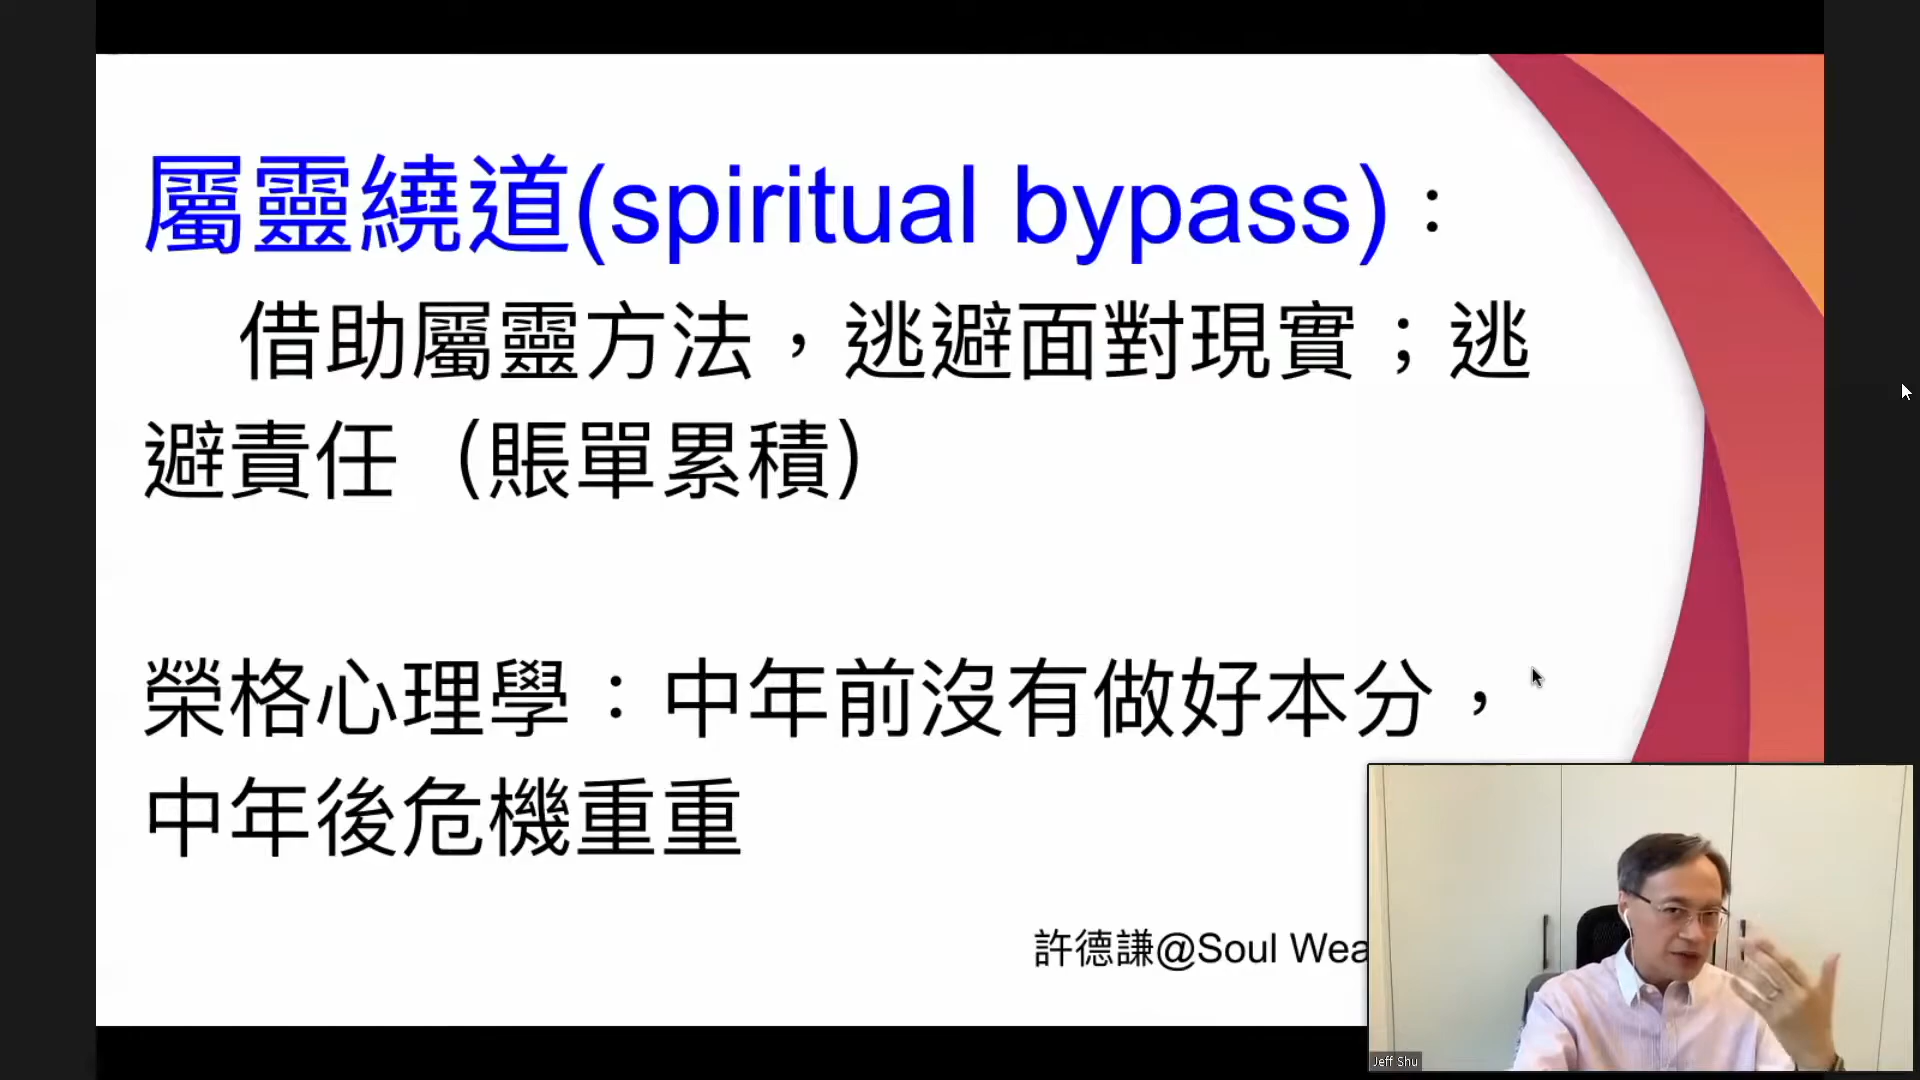 屬靈繞道(spiritual bypass)：
借助屬靈方法，逃避面對現實；逃
避責任（賬單累積）
榮格心理學：中年前沒有做好本分，
中年後危機重重
許德謙@Soul Wea
Jeff Shu